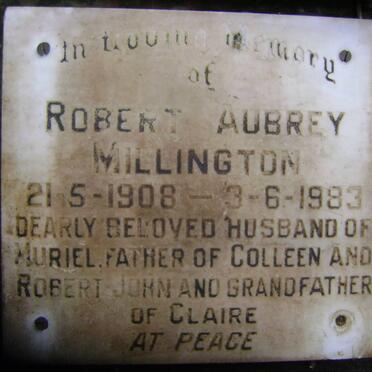 In Loving Memory
of
ROBERT AUBREY
MILLINGTON
21-5-1908 — 3-6-1983
DEARLY BELOVED HUSBAND OF
MURIEL, FATHER OF COLLEEN AND
ROBERT JOHN AND GRANDFATHER
OF CLAIRE
AT PEACE